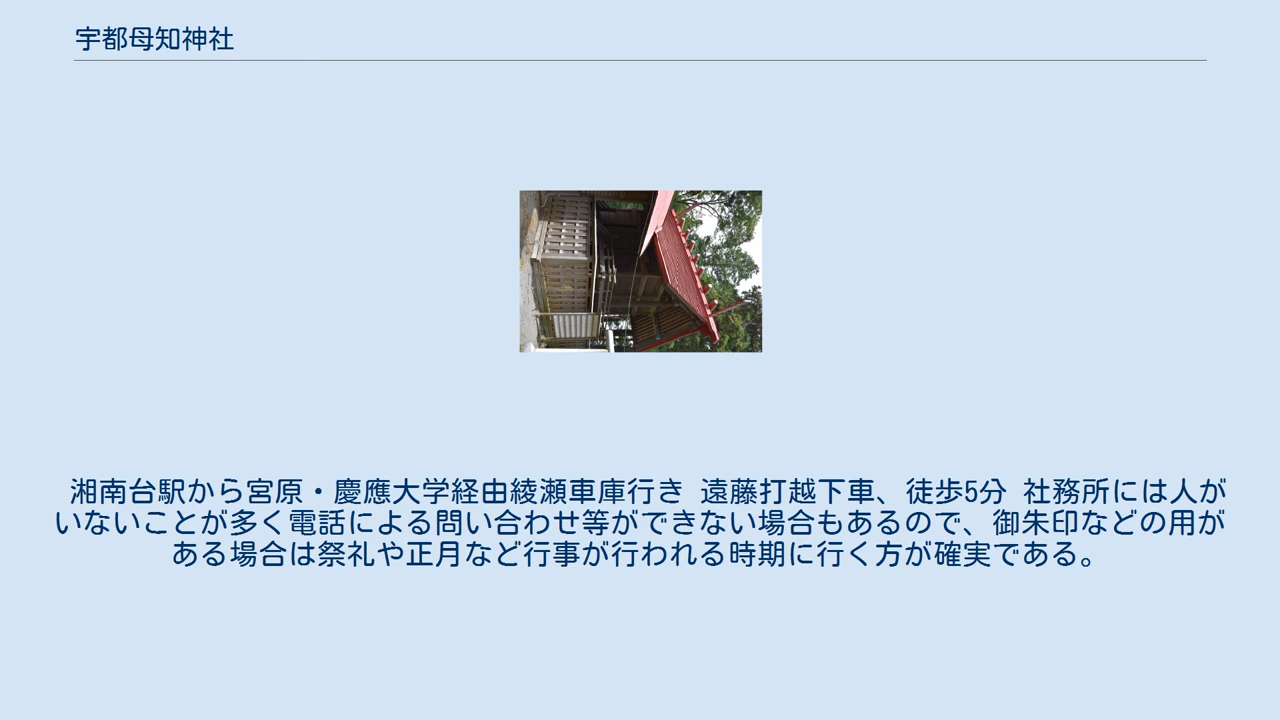 宇都母知神社
湘南台駅から宮原・慶應大学経由綾瀬車庫行き 遠藤打越下車、徒歩5分 社務所には人が
いないことが多く電話による問い合わせ等ができない場合もあるので、御朱印などの用が
ある場合は祭礼や正月など行事が行われる時期に行く方が確実である。